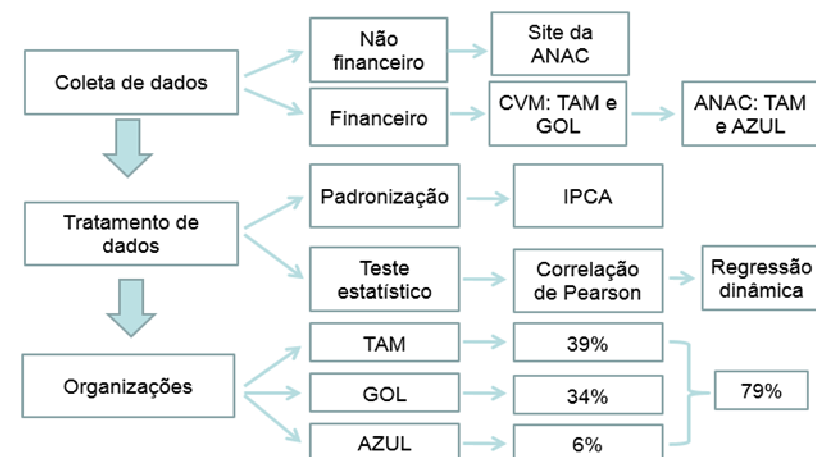 Coleta de dados
Não
financeiro
Site da
ANAC
Financeiro
CVM: TAM e
GOL
ANAC: TAM
e AZUL
Tratamento de
dados
Padronização
IPCA
Teste
estatístico
Correlação
de Pearson
Regressão
dinâmica
Organizações
TAM
39%
GOL
34%
AZUL
6%
79%